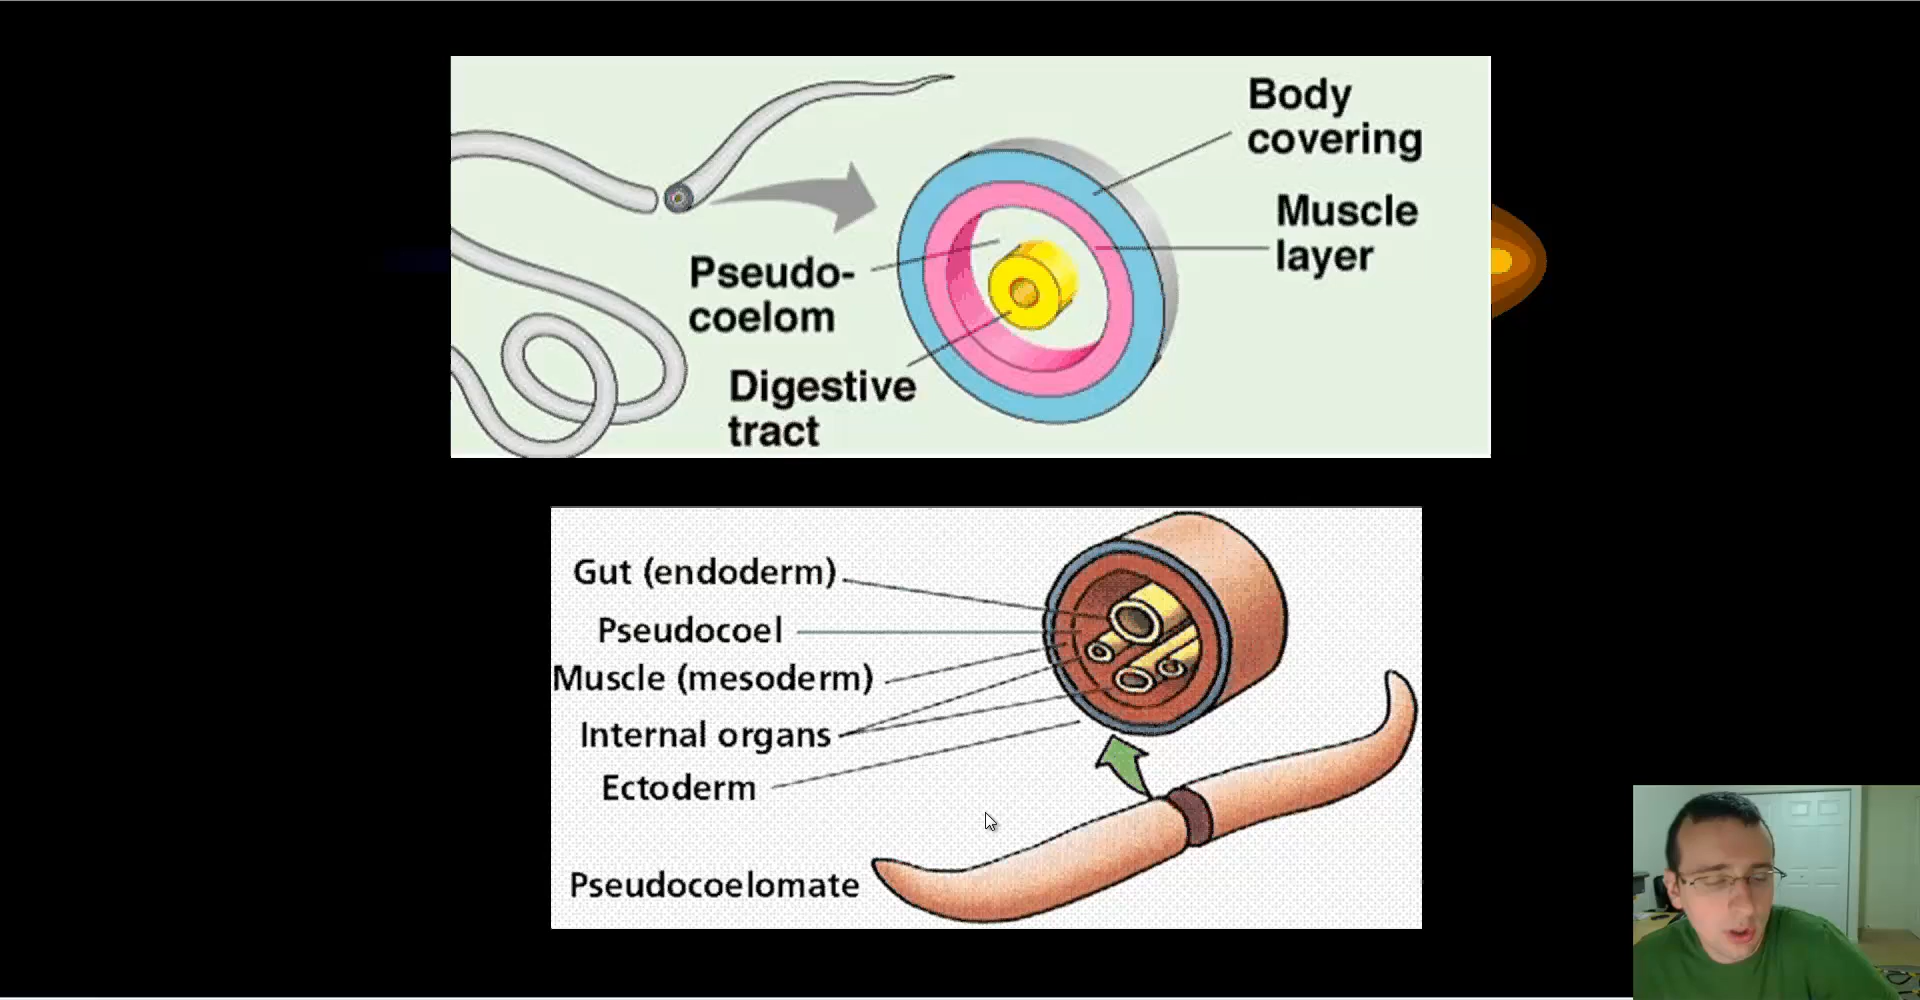 Body
covering
Muscle
layer
Pseudo-
coelom
Digestive
tract
Gut (endoderm)
Pseudocoel
Muscle (mesoderm)
Internal organs
Ectoderm
Pseudocoelomate